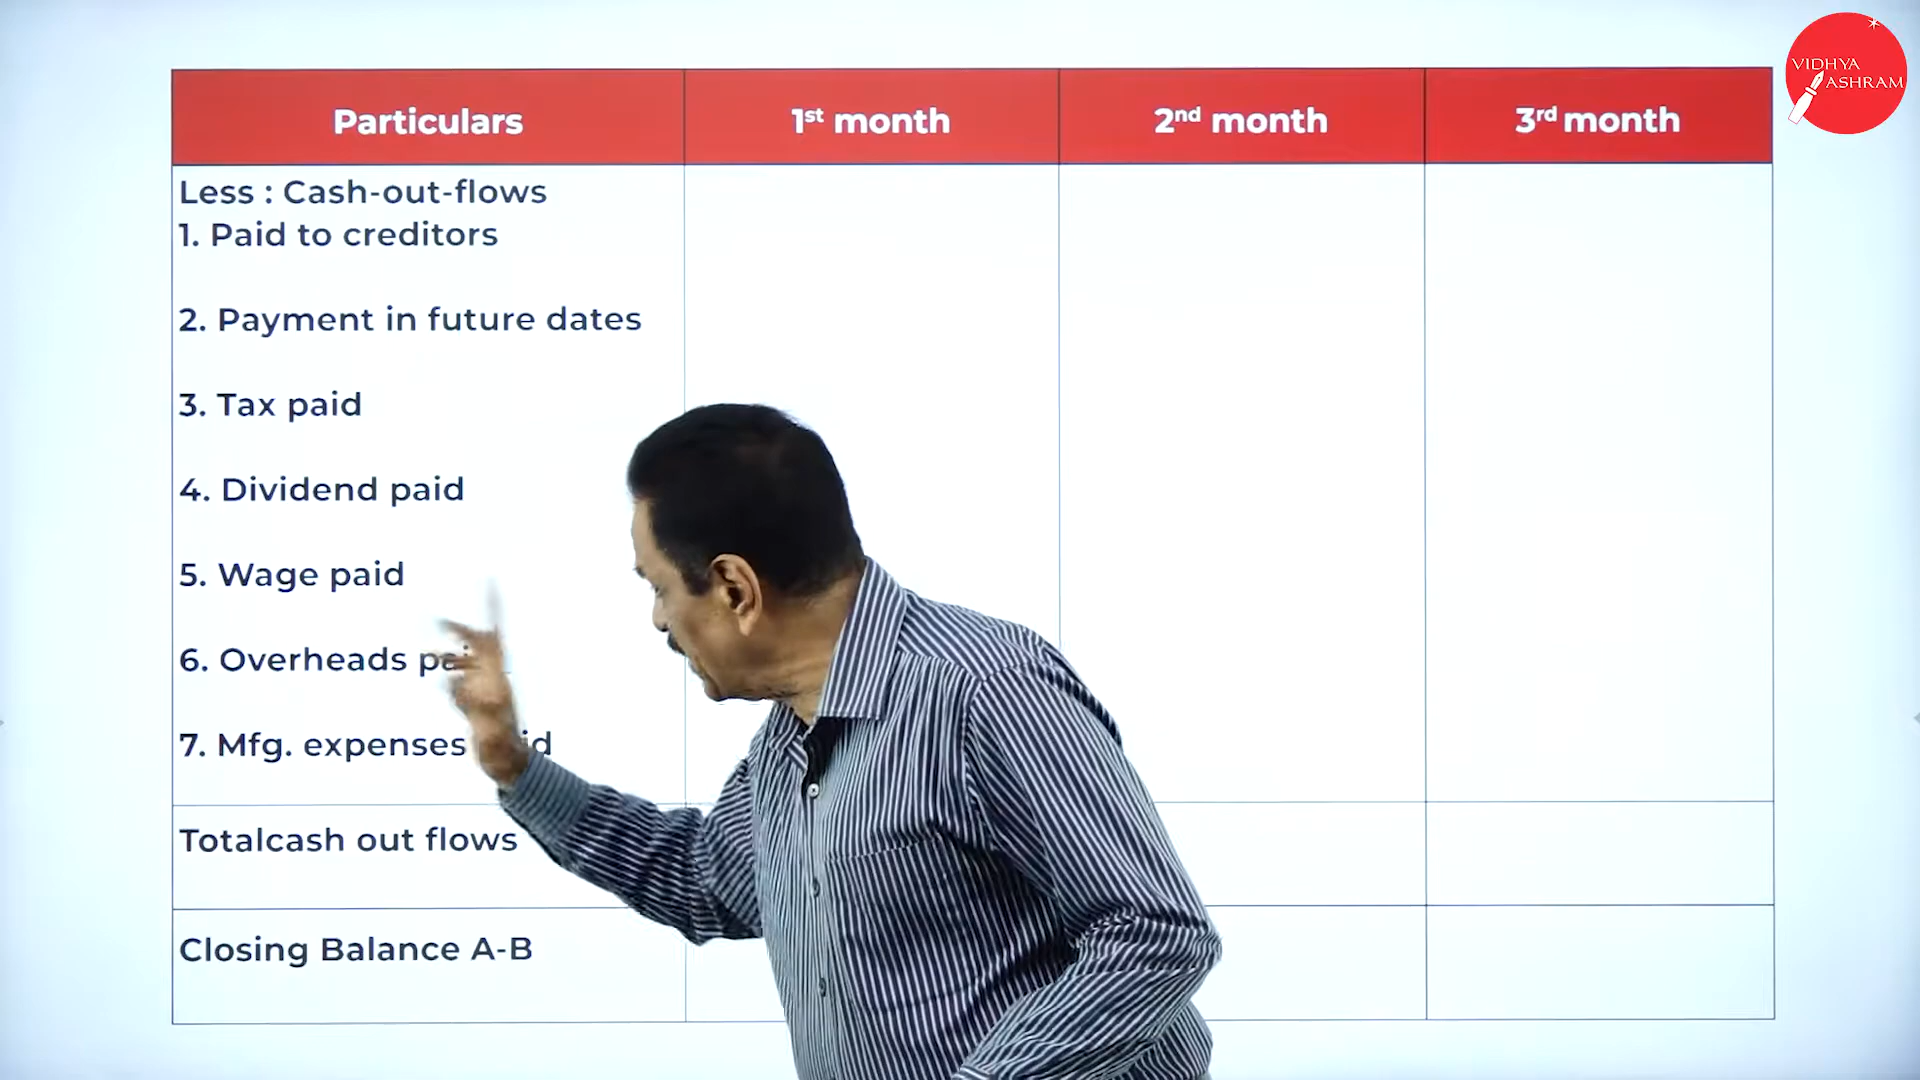 Particulars 1st month 2nd month 3rd month
Less : Cash-out-flows
1. Paid to creditors
2. Payment in future dates
3. Tax paid
4. Dividend paid
5. Wage paid
6. Overheads
7. Mfg. expenses
Totalcash out flows
Closing Balance A-B
VIDHYA
ASHRAM